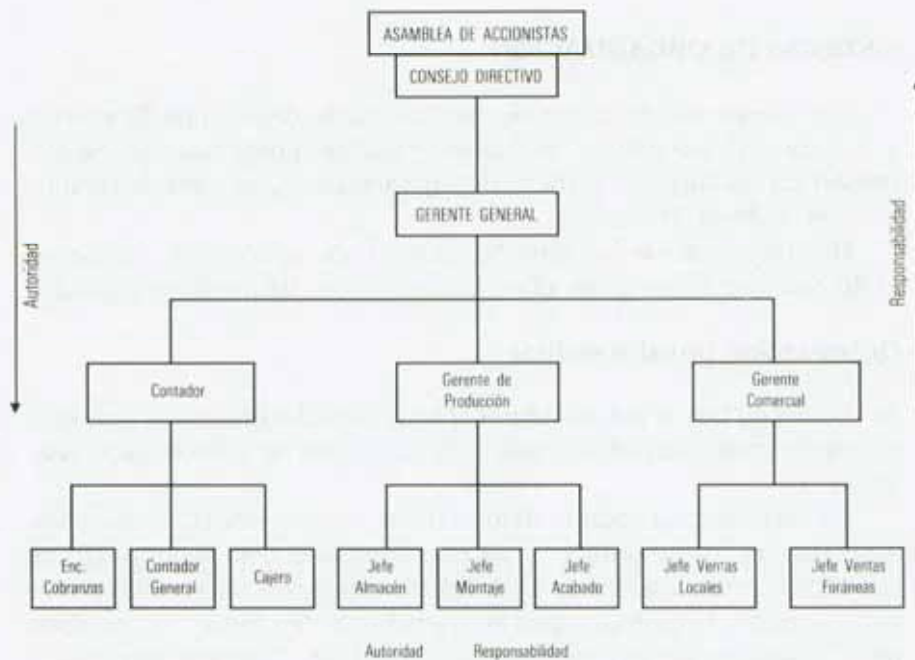 ASAMBLEA DE ACCIONISTAS
CONSEJO DIRECTIVO
GERENTE GENERAL
Autoridad
Responsabilidad
Contador
Gerente de
Producción
Gerente
Comercial
Enc.
Cobranzas
Contador
General
Cajero
Jefe
Almacén
Jefe
Montaje
Jefe
Acabado
Jefe Ventas
Locales
Jefe Ventas
Foráneas
Autoridad Responsabilidad